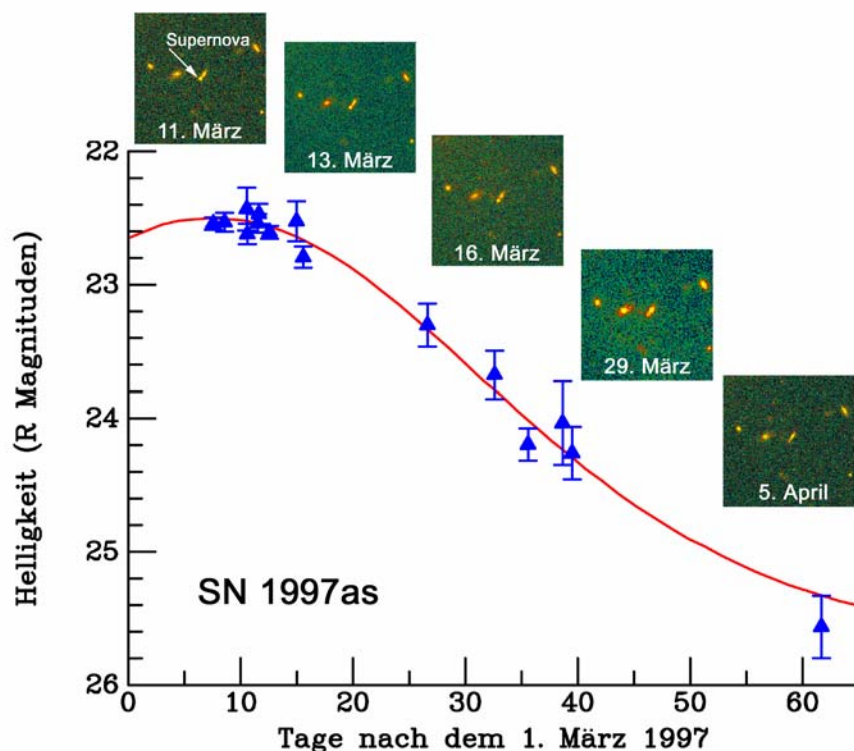 Supernova
11. März
13. März
16. März
29. März
5. April
22
23
24
25
26
Helligkeit (R Magnituden)
SN 1997as
0 10 20 30 40 50 60
Tage nach dem 1. März 1997